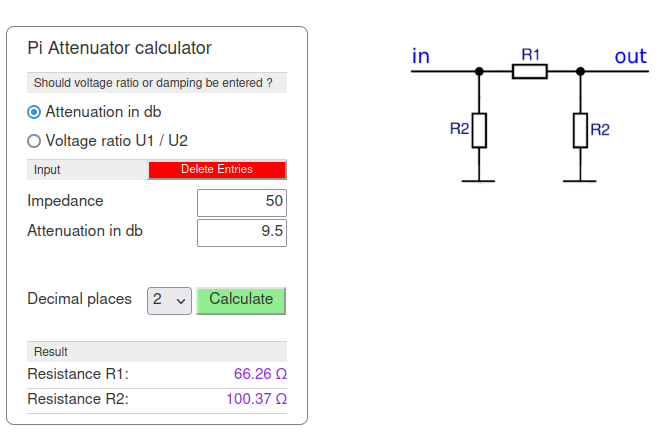 Pi Attenuator calculator
Should voltage ratio or damping be entered ?
Attenuation in db
Voltage ratio U1 / U2
Input Delete Entries
Impedance 50
Attenuation in db 9.5
Decimal places 2 Calculate
Result
Resistance R1: 66.26 Ω
Resistance R2: 100.37 Ω
in R1 out
R2 R2